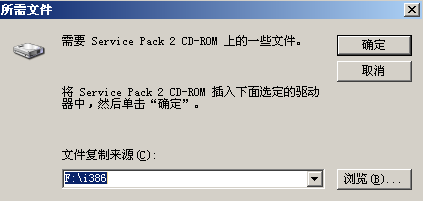 所需文件
需要 Service Pack 2 CD-ROM 上的一些文件。
确定
取消
将 Service Pack 2 CD-ROM 插入下面选定的驱动
器中，然后单击“确定”。
文件复制来源(C):
F:\i386
浏览(B)...